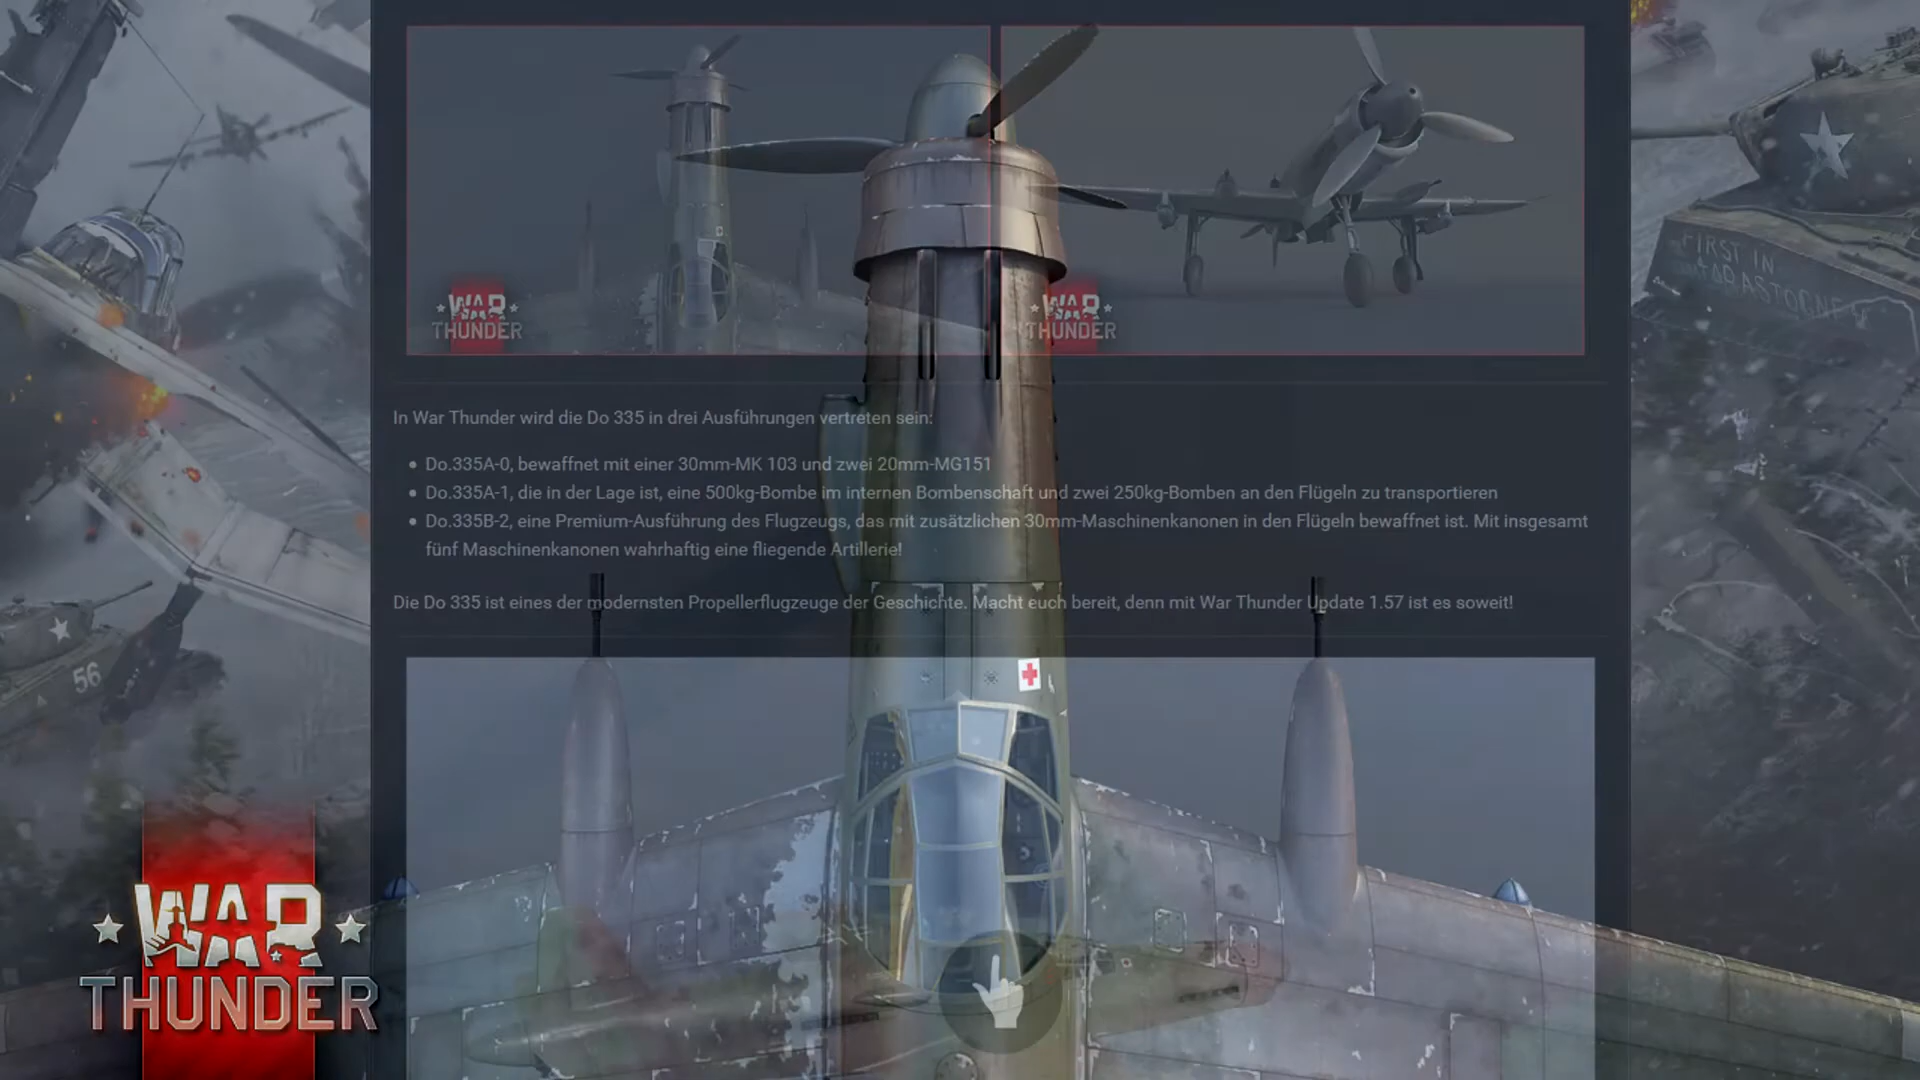 WAR
THUNDER
WAR
THUNDER
FIRST IN
BASTOGNE
In War Thunder wird die Do 335 in drei Ausführungen vertreten sein:
Do.335A-0, bewaffnet mit einer 30mm-MK 103 und zwei 20mm-MG151
Do.335A-1, die in der Lage ist, eine 500kg-Bombe im internen Bombenschaft und zwei 250kg-Bomben an den Flügeln zu transportieren
Do.335B-2, eine Premium-Ausführung des Flugzeugs, das mit zusätzlichen 30mm-Maschinenkanonen in den Flügeln bewaffnet ist. Mit insgesamt
fünf Maschinenkanonen wahrhaftig eine fliegende Artillerie!
Die Do 335 ist eines der modernsten Propellerflugzeuge der Geschichte. Macht euch bereit, denn mit War Thunder Update 1.57 ist es soweit!
56
WAR
THUNDER